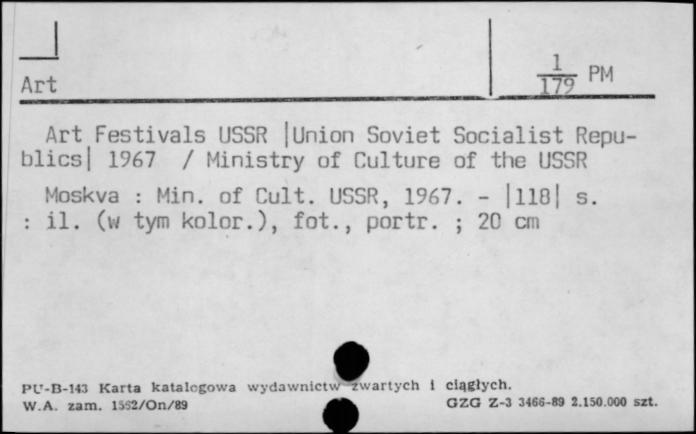 Art
1
179 PM
Art Festivals USSR |Union Soviet Socialist Repu-
blics| 1967 / Ministry of Culture of the USSR
Moskva : Min. of Cult. USSR, 1967. - |118| s.
: il. (w tym kolor.), fot., portr. ; 20 cm
PU-B-143 Karta katalogowa wydawnictw zwartych i ciągłych.
W.A. zam. 1552/On/89 GZG Z-3 3466-89 2.150.000 szt.